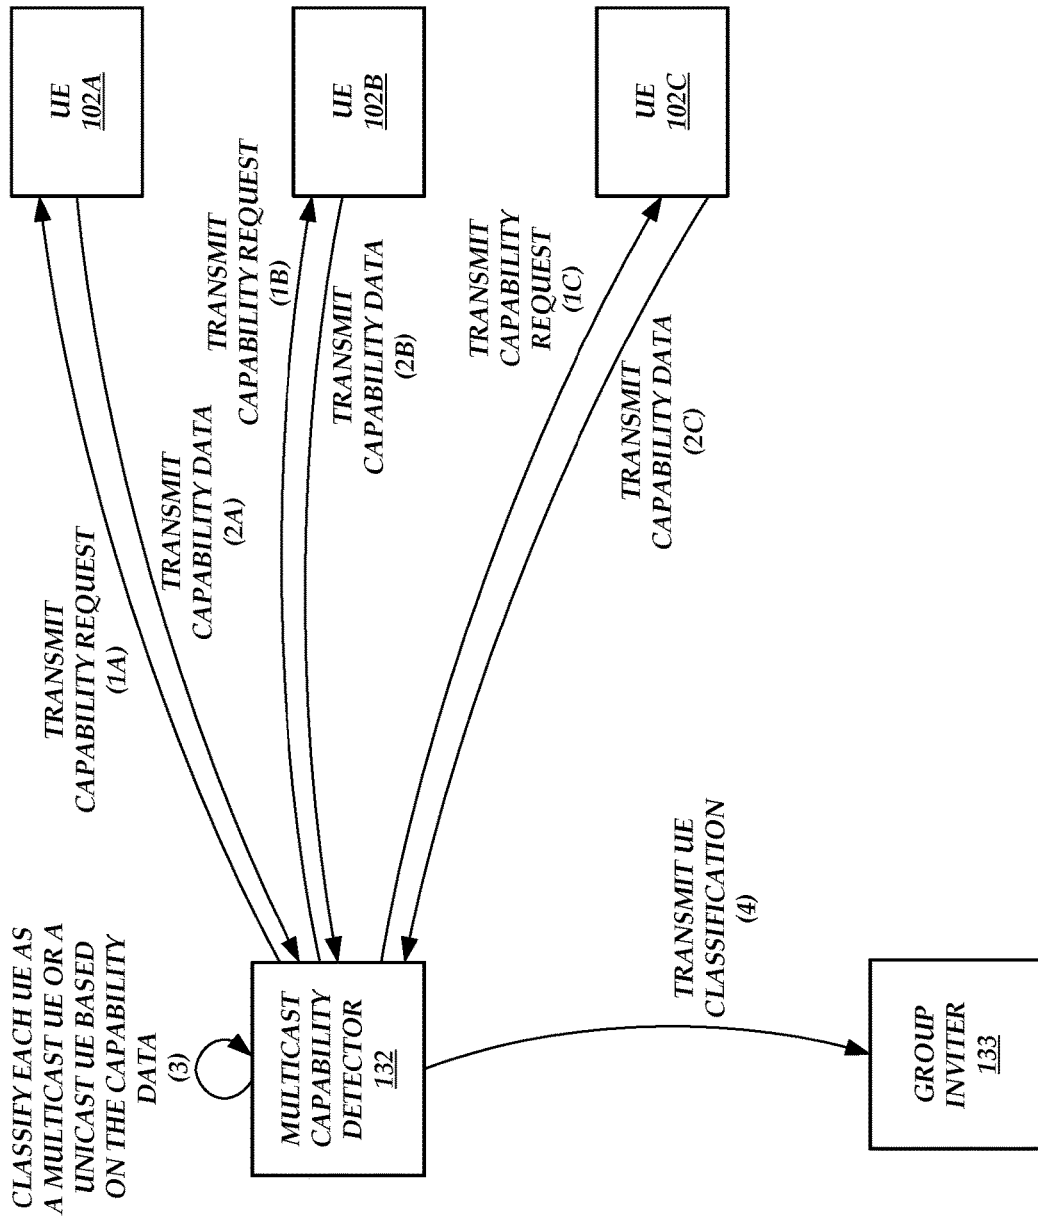 CLASSIFY EACH UE AS
A MULTICAST UE OR A
UNICAST UE BASED
ON THE CAPABILITY
DATA
(3)
MULTICAST
CAPABILITY
DETECTOR
132
TRANSMIT
CAPABILITY REQUEST
(1A)
TRANSMIT
CAPABILITY DATA
(2A)
UE
102A
TRANSMIT
CAPABILITY REQUEST
(1B)
TRANSMIT
CAPABILITY DATA
(2B)
UE
102B
TRANSMIT
CAPABILITY
REQUEST
(1C)
TRANSMIT
CAPABILITY DATA
(2C)
UE
102C
TRANSMIT UE
CLASSIFICATION
(4)
GROUP
INVITER
133